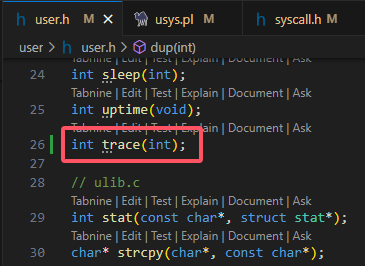 user.h
usys.pl
syscall.h
user > user.h > dup(int)
Tabnine | Edit | Test | Explain | Document | Ask
24 int sleep(int);
Tabnine | Edit | Test | Explain | Document | Ask
25 int uptime(void);
Tabnine | Edit | Test | Explain | Document | Ask
26 int trace(int);
27
28 // ulib.c
Tabnine | Edit | Test | Explain | Document | Ask
29 int stat(const char*, struct stat*);
Tabnine | Edit | Test | Explain | Document | Ask
30 char* strcpy(char*, const char*);